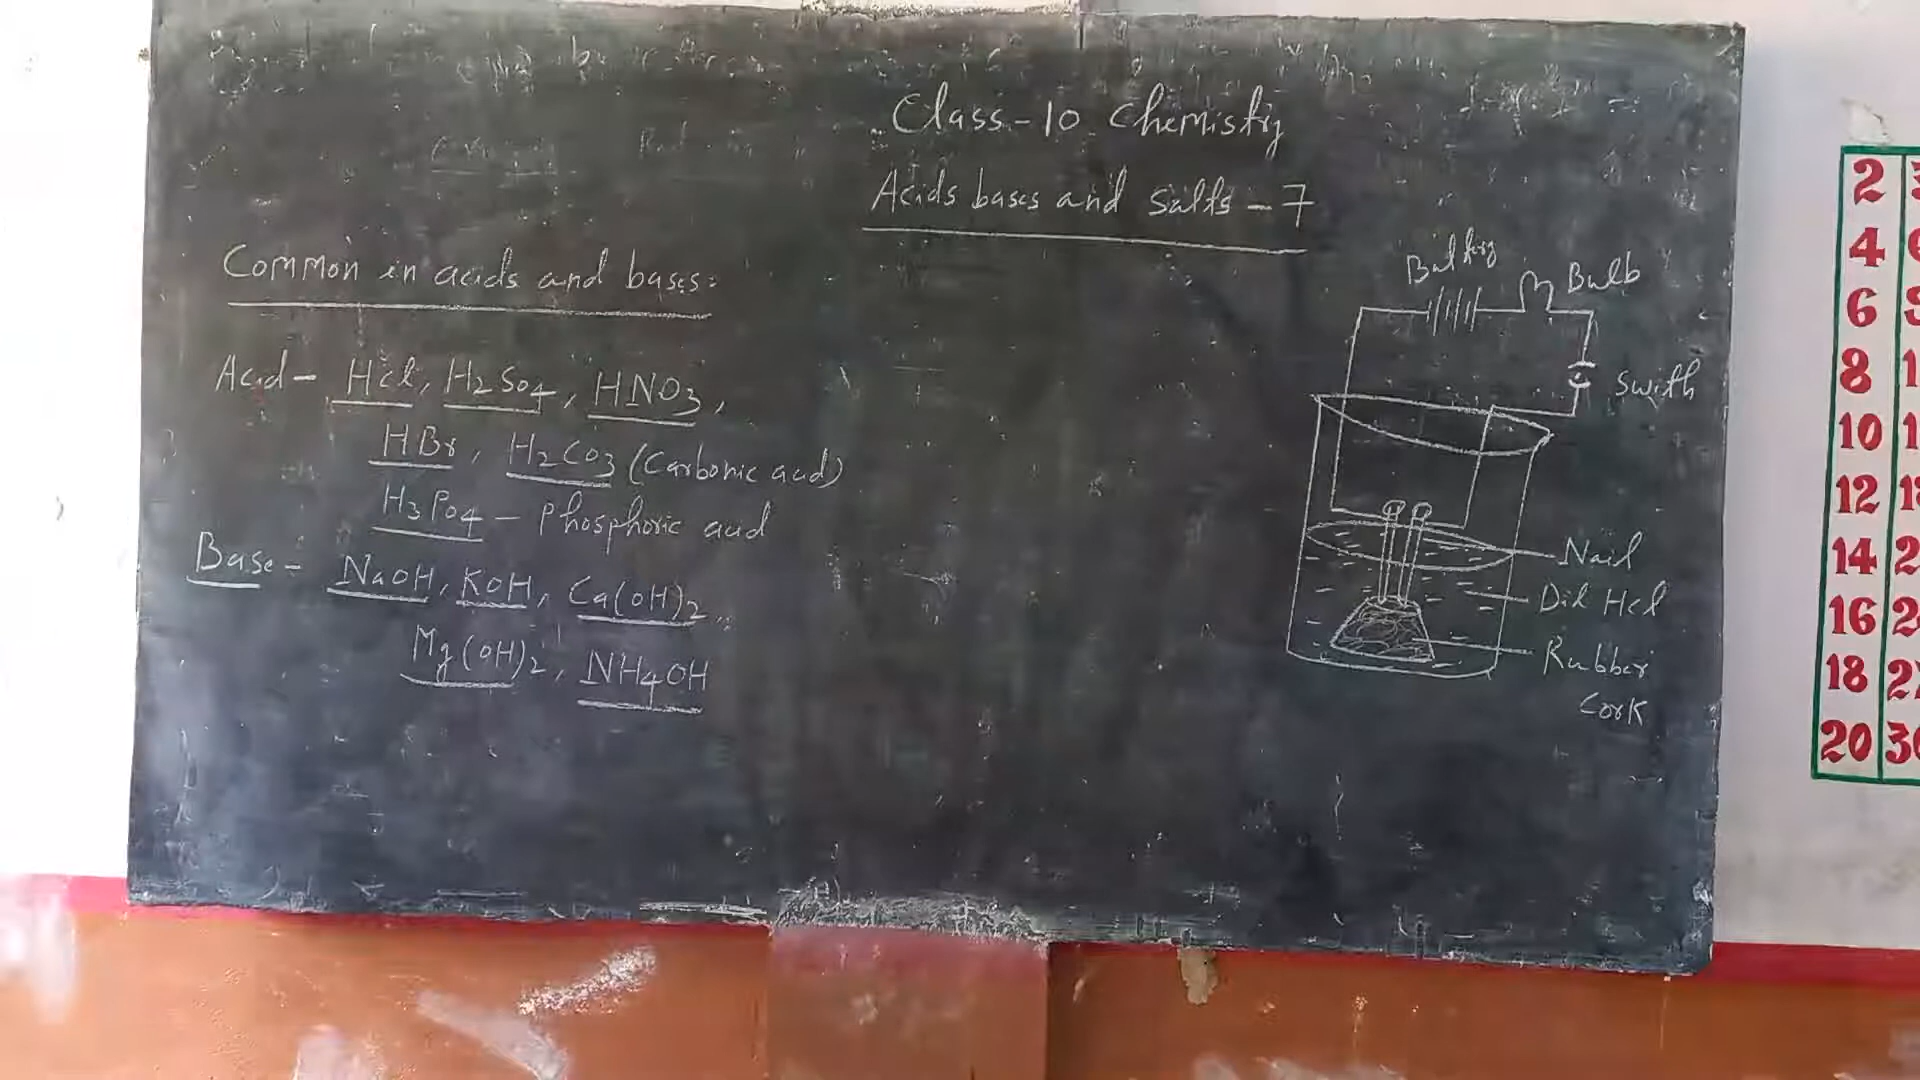 Class-10 Chemistry
Acids bases and salts-7
Common in acids and bases:
Acid- Hcl, H2So4, HNO3,
HBr, H2CO3 (Carbonic acid)
H3Po4- Phosphoric acid
Base- NaOH, KOH, Ca(OH)2,
Mg(OH)2, NH4OH
Battery
Bulb
Swith
Nail
Dil Hcl
Rubber
Cork
2
4
6
8
10
12
14
16
18
20